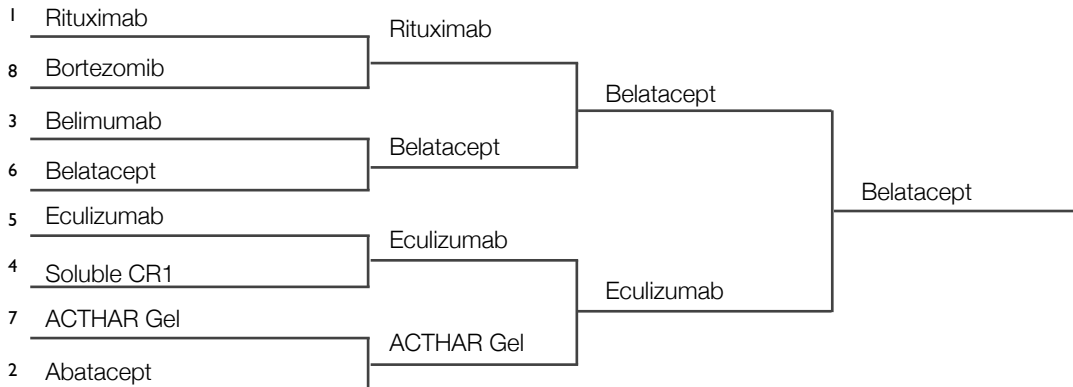 1 Rituximab
8 Bortezomib
3 Belimumab
6 Belatacept
5 Eculizumab
4 Soluble CR1
7 ACTHAR Gel
2 Abatacept
Rituximab
Belatacept
Eculizumab
ACTHAR Gel
Belatacept
Eculizumab
Belatacept